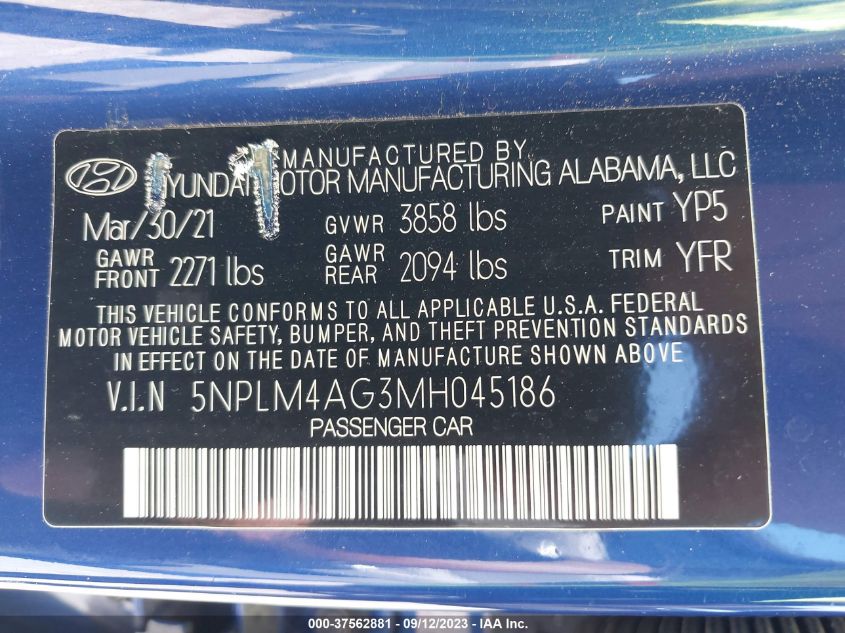 MANUFACTURED BY
HYUNDAI MOTOR MANUFACTURING ALABAMA, LLC
Mar/30/21 GVWR 3858 lbs PAINT YP5
GAWR FRONT 2271 lbs GAWR REAR 2094 lbs TRIM YFR
THIS VEHICLE CONFORMS TO ALL APPLICABLE U.S.A. FEDERAL
MOTOR VEHICLE SAFETY, BUMPER, AND THEFT PREVENTION STANDARDS
IN EFFECT ON THE DATE OF MANUFACTURE SHOWN ABOVE
V.I.N 5NPLM4AG3MH045186
PASSENGER CAR
000-37562881 - 09/12/2023 - © IAA Inc.